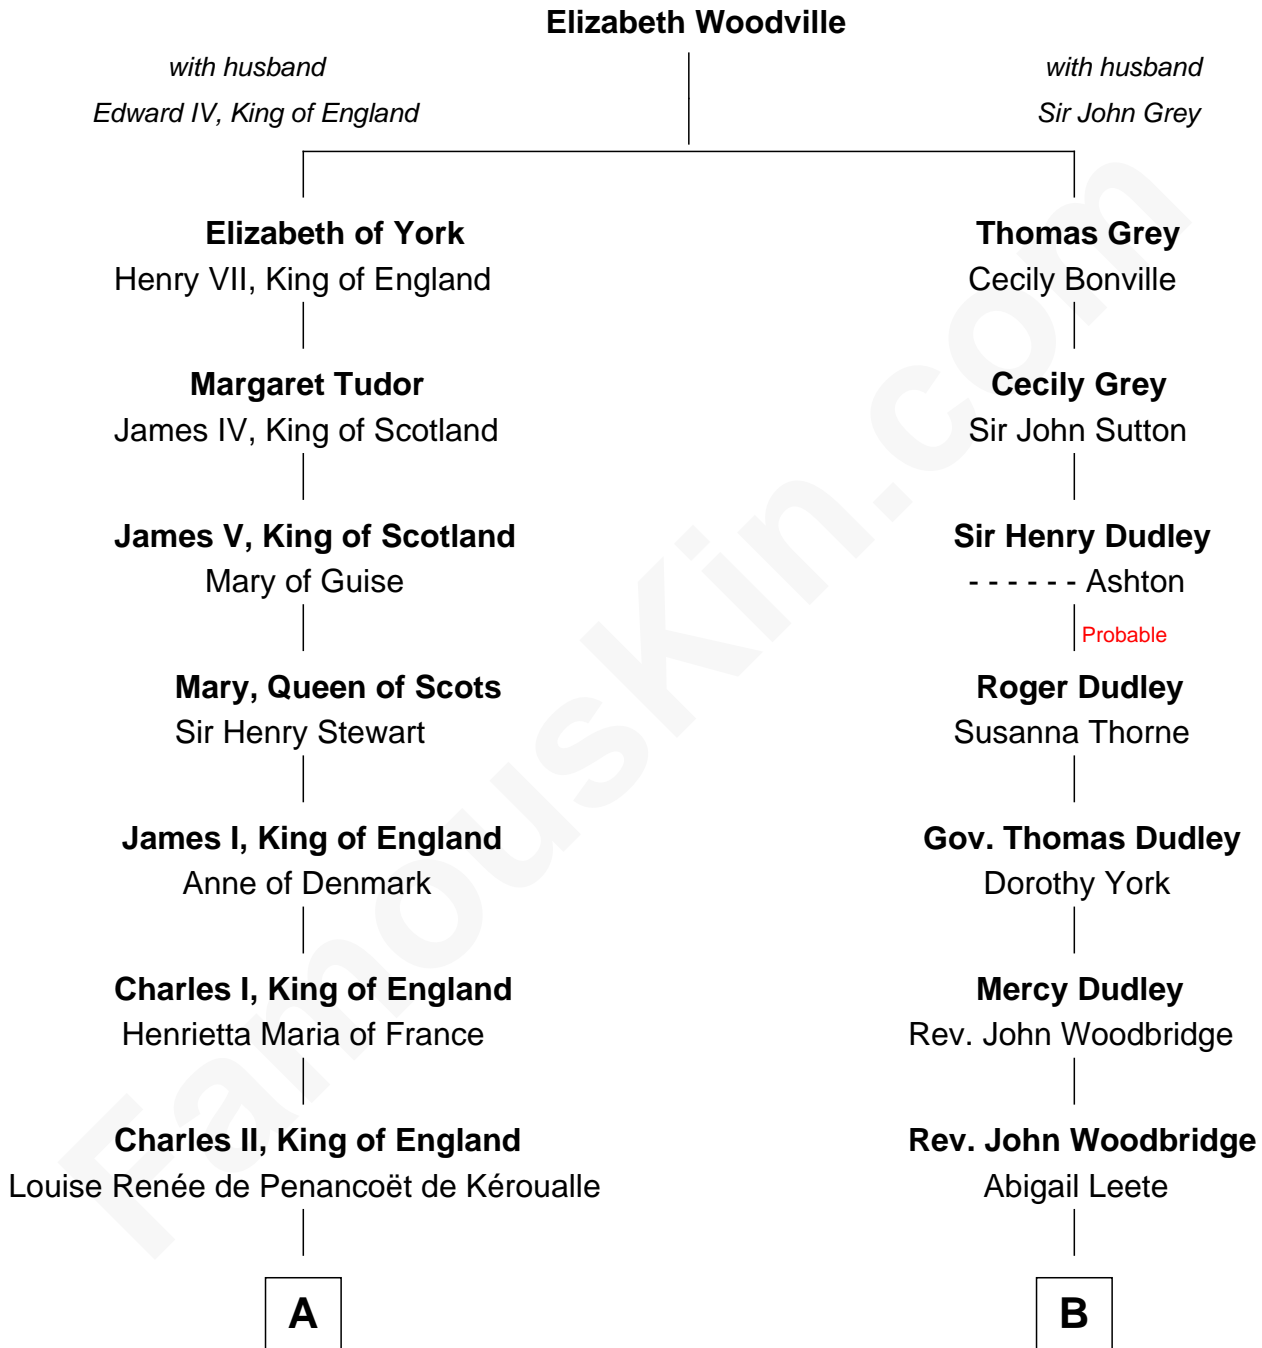 Elizabeth Woodville
with husband
Edward IV, King of England
with husband
Sir John Grey
Elizabeth of York
Henry VII, King of England
Thomas Grey
Cecily Bonville
Margaret Tudor
James IV, King of Scotland
Cecily Grey
Sir John Sutton
James V, King of Scotland
Mary of Guise
Sir Henry Dudley
- - - - - - Ashton
Probable
Mary, Queen of Scots
Sir Henry Stewart
Roger Dudley
Susanna Thorne
James I, King of England
Anne of Denmark
Gov. Thomas Dudley
Dorothy York
Charles I, King of England
Henrietta Maria of France
Mercy Dudley
Rev. John Woodbridge
Charles II, King of England
Louise Renée de Penancoët de Kéroualle
Rev. John Woodbridge
Abigail Leete
A
B
FamousKin.com